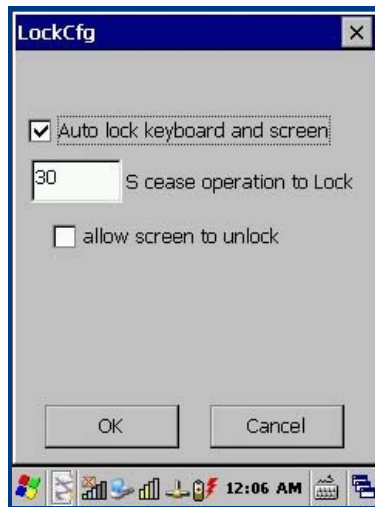 LockCfg
Auto lock keyboard and screen
30 S cease operation to Lock
allow screen to unlock
OK Cancel
12:06 AM